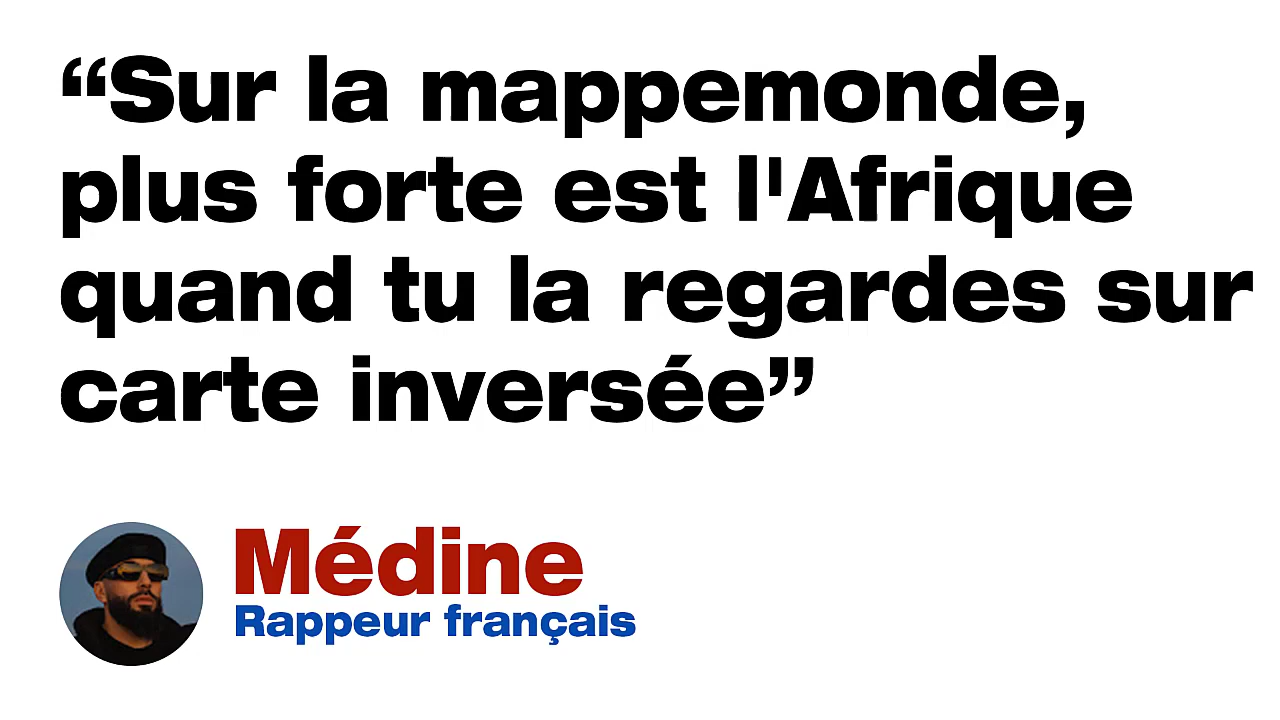 “Sur la mappemonde,
plus forte est l'Afrique
quand tu la regardes sur
carte inversée”
Médine
Rappeur français